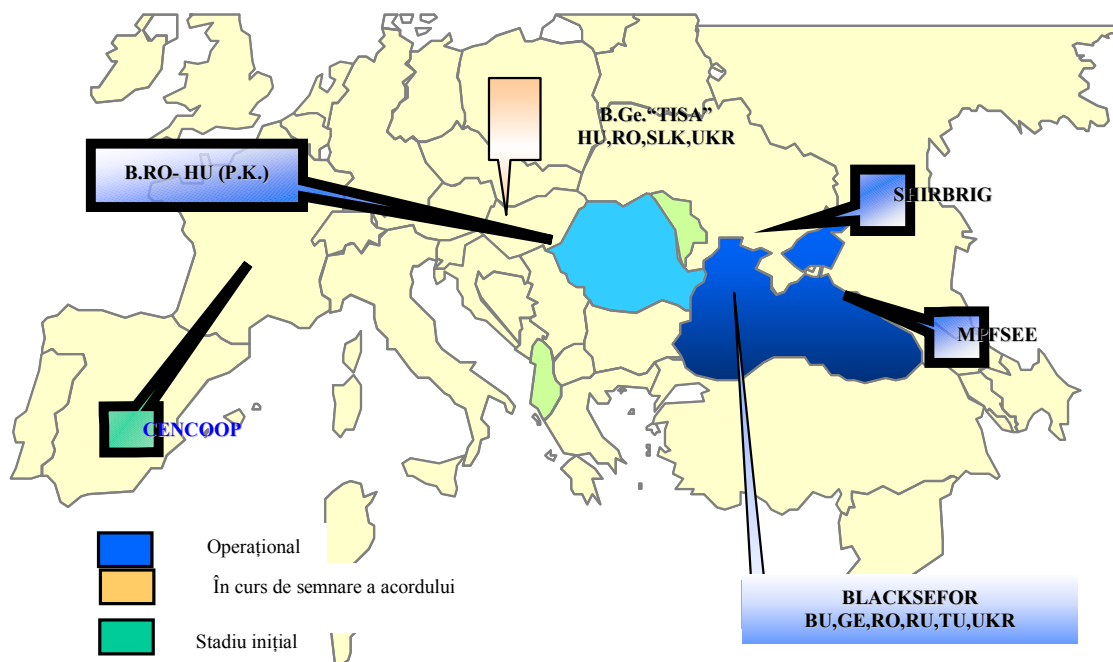 B.Ge.“TISA”
HU,RO,SLK,UKR
B.RO- HU (P.K.)
SHIRBRIG
MPFSEE
CENCOOP
Operațional
În curs de semnare a acordului
Stadiu inițial
BLACKSEFOR
BU,GE,RO,RU,TU,UKR